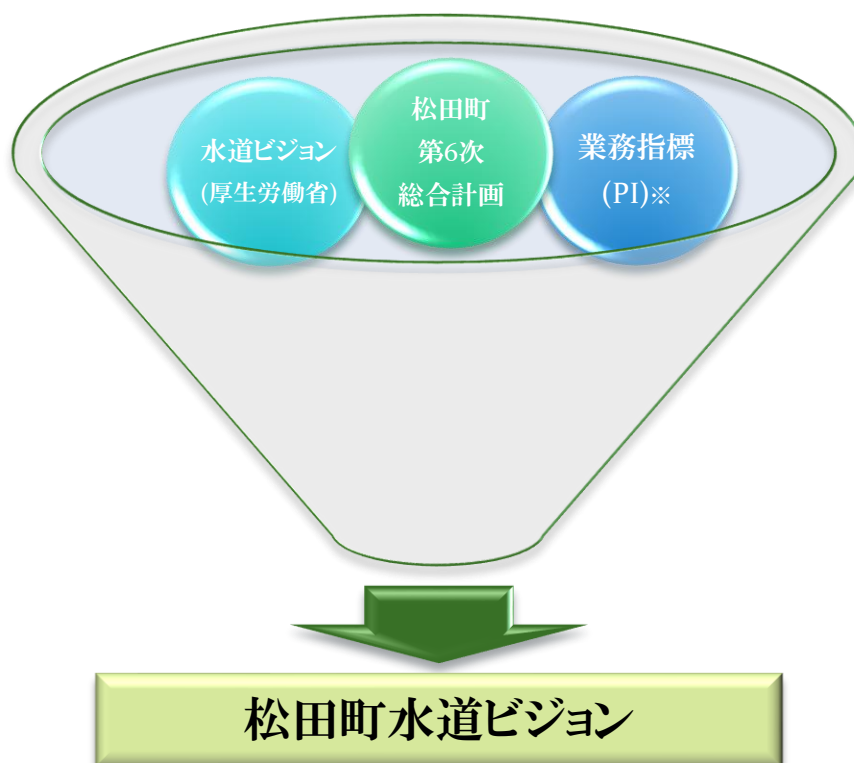 水道ビジョン
(厚生労働省)
松田町
第6次
総合計画
業務指標
(PI)※
松田町水道ビジョン